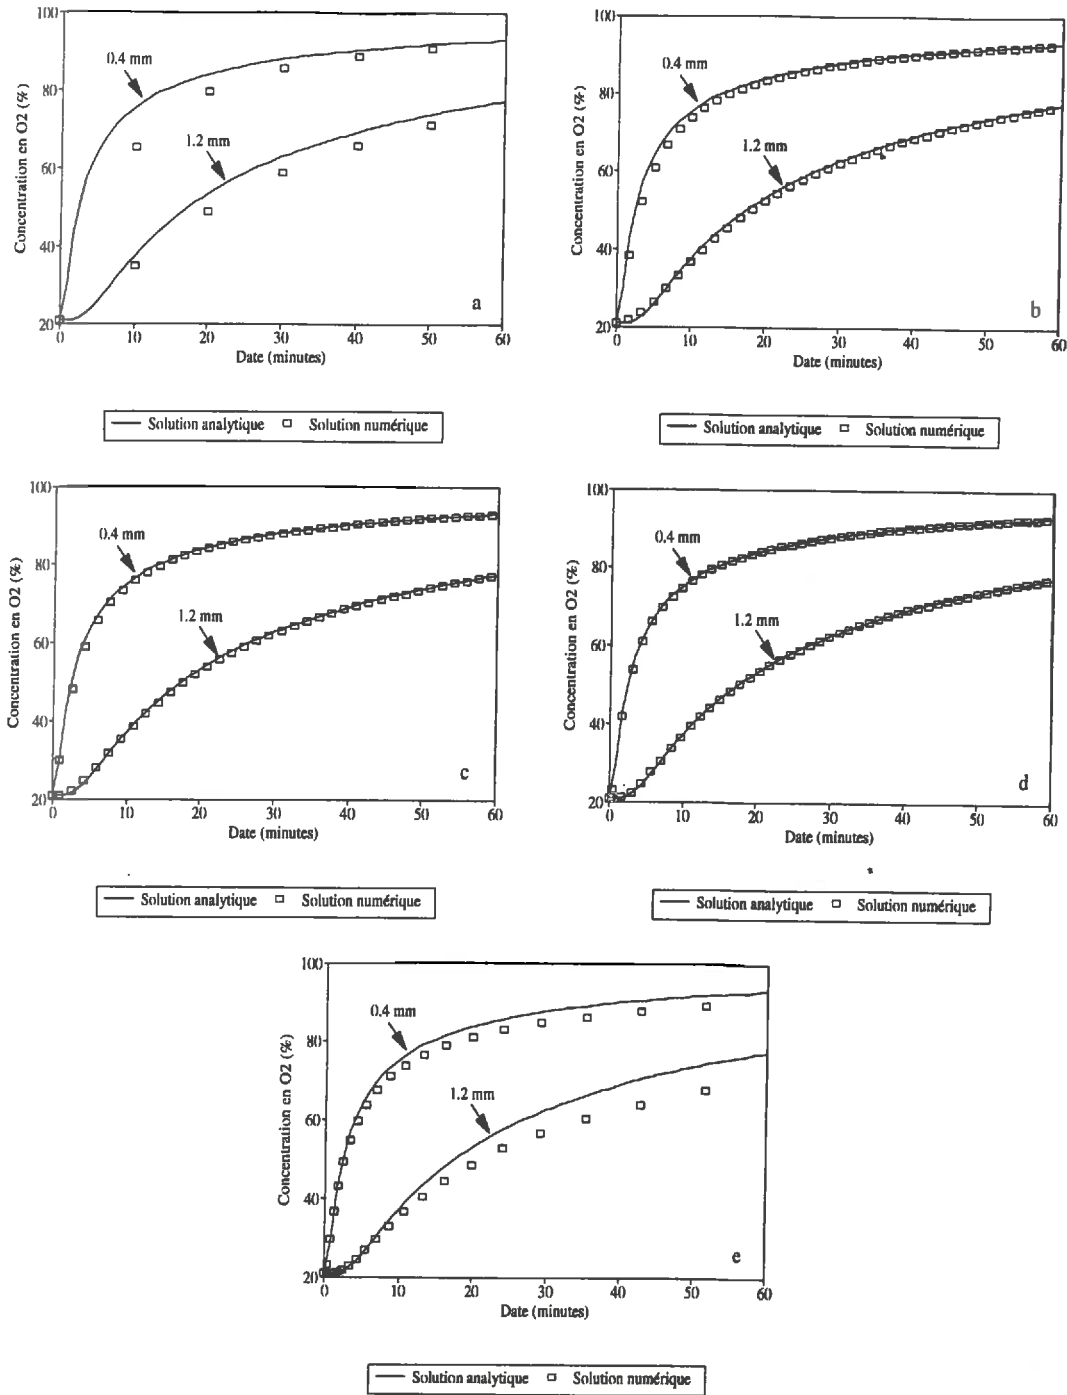 100
80
60
40
20
Concentration en O2 (%)
0.4 mm
1.2 mm
a
0 10 20 30 40 50 60
Date (minutes)
Solution analytique Solution numérique
100
80
60
40
20
Concentration en O2 (%)
0.4 mm
1.2 mm
b
0 10 20 30 40 50 60
Date (minutes)
Solution analytique Solution numérique
100
80
60
40
20
Concentration en O2 (%)
0.4 mm
1.2 mm
c
0 10 20 30 40 50 60
Date (minutes)
Solution analytique Solution numérique
100
80
60
40
20
Concentration en O2 (%)
0.4 mm
1.2 mm
d
0 10 20 30 40 50 60
Date (minutes)
Solution analytique Solution numérique
100
80
60
40
20
Concentration en O2 (%)
0.4 mm
1.2 mm
e
0 10 20 30 40 50 60
Date (minutes)
Solution analytique Solution numérique